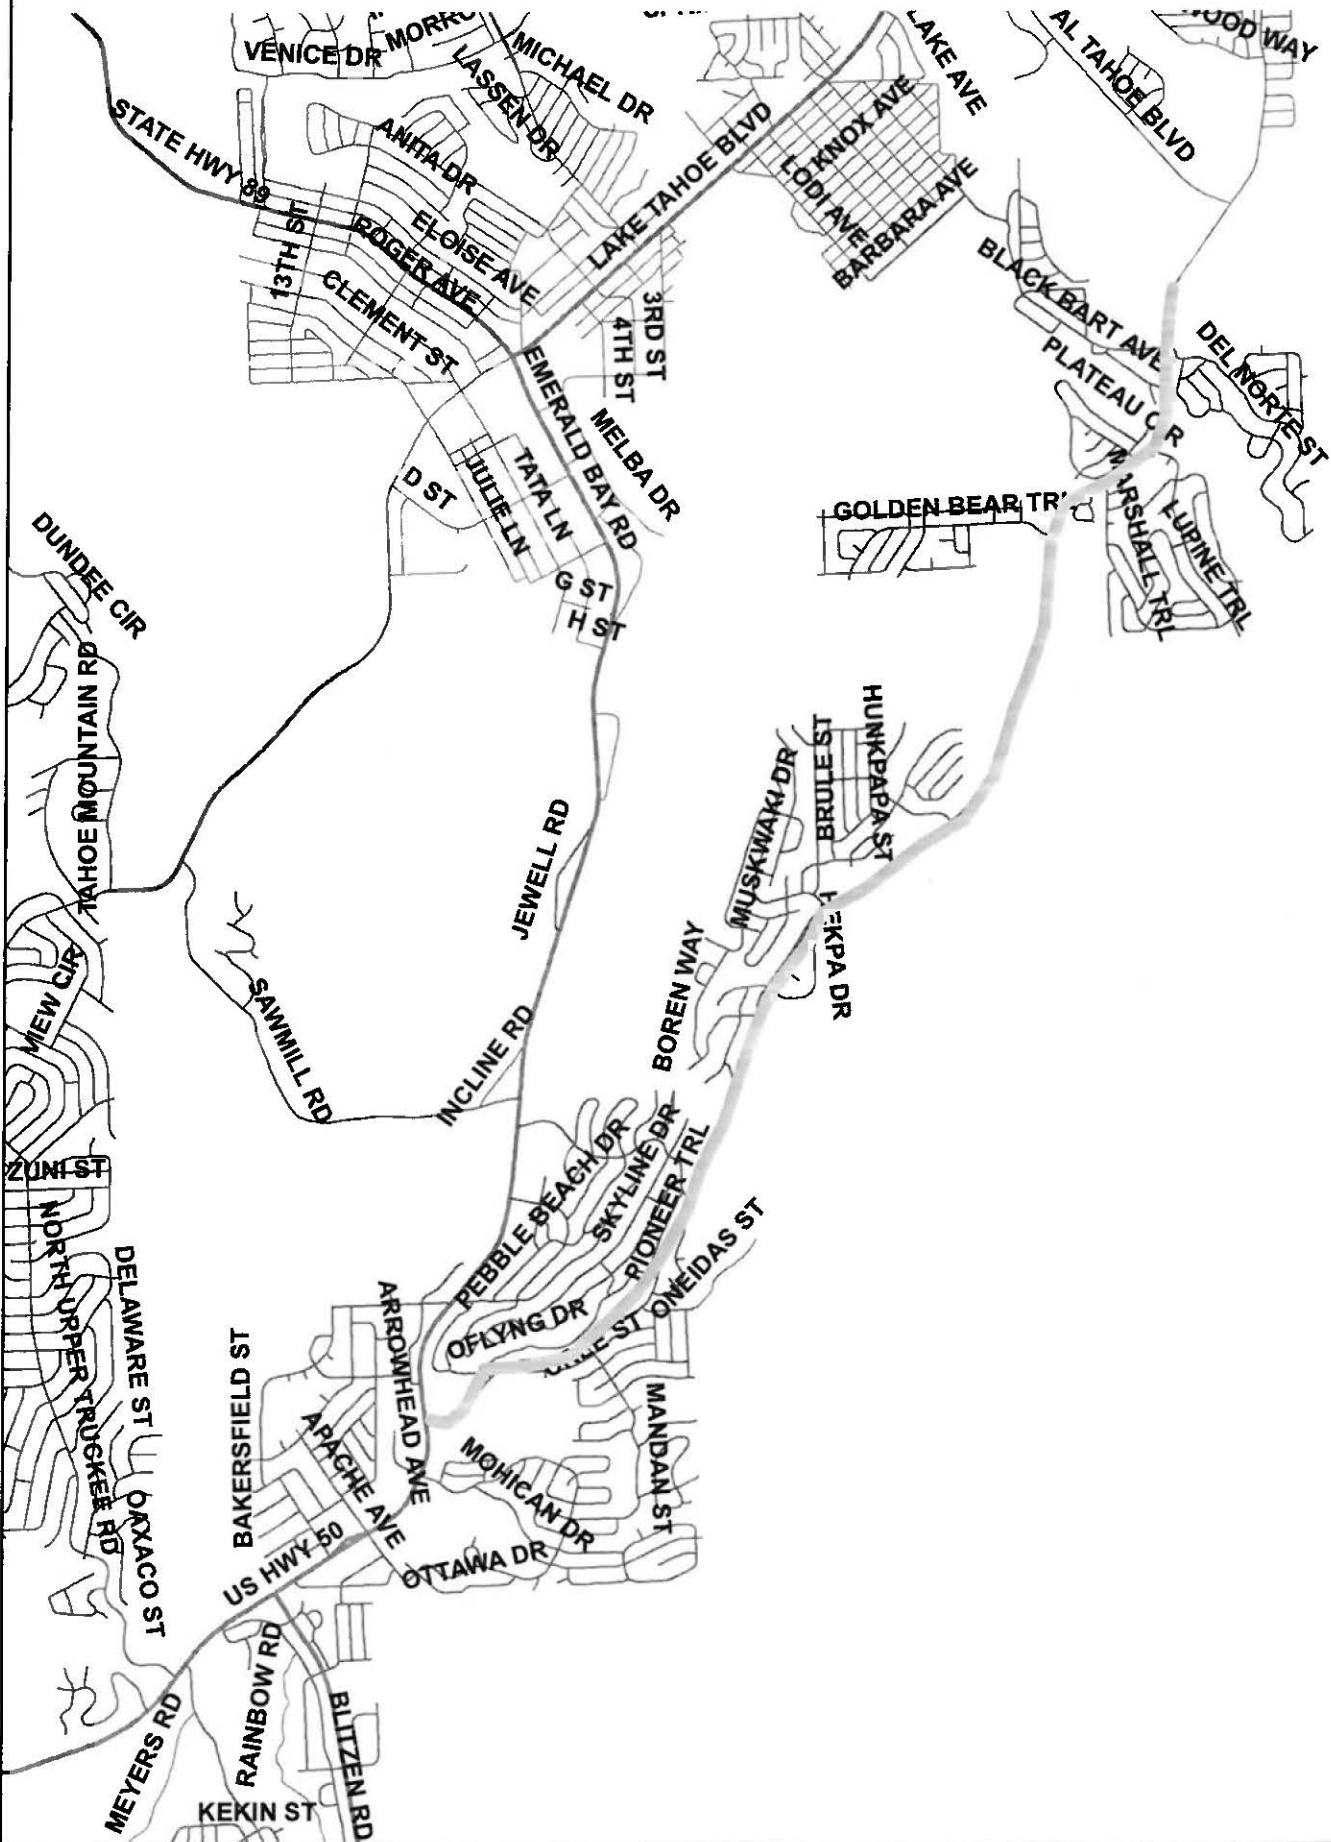 VENICE DR
MICHAEL DR
LASSEN DR
LAKE AVE
AL TAHOE BLVD
WOOD WAY
STATE HWY 89
ANITA DR
LAKE TAHOE BLVD
KNOX AVE
LODI AVE
BARBARA AVE
13TH ST
ROGER AVE
ELOISE AVE
CLEMENT ST
3RD ST
4TH ST
BLACK BART AVE
PLATEAU CIR
DEL NORTE ST
EMERALD BAY RD
MELBA DR
D ST
JULIE LN
TATA LN
GOLDEN BEAR TRL
MARSHALL TRL
LUPINE TRL
DUNDEE CIR
G ST
H ST
TAHOE MOUNTAIN RD
HUNKPAPA ST
BRULE ST
MUSKWAKI DR
JEWELL RD
HEKPA DR
VIEW CIR
BOREN WAY
SAWMILL RD
INCLINE RD
ZUNI ST
PEBBLE BEACH DR
SKYLINE DR
PIONEER TRL
ONEIDAS ST
NORTH UPPER TRUCKEE RD
DELAWARE ST
ARROWHEAD AVE
OFLYNG DR
BAKERSFIELD ST
APACHE AVE
MOHICAN DR
MANDAN ST
OAXACO ST
US HWY 50
OTTAWA DR
MEYERS RD
RAINBOW RD
BLITZEN RD
KEKIN ST